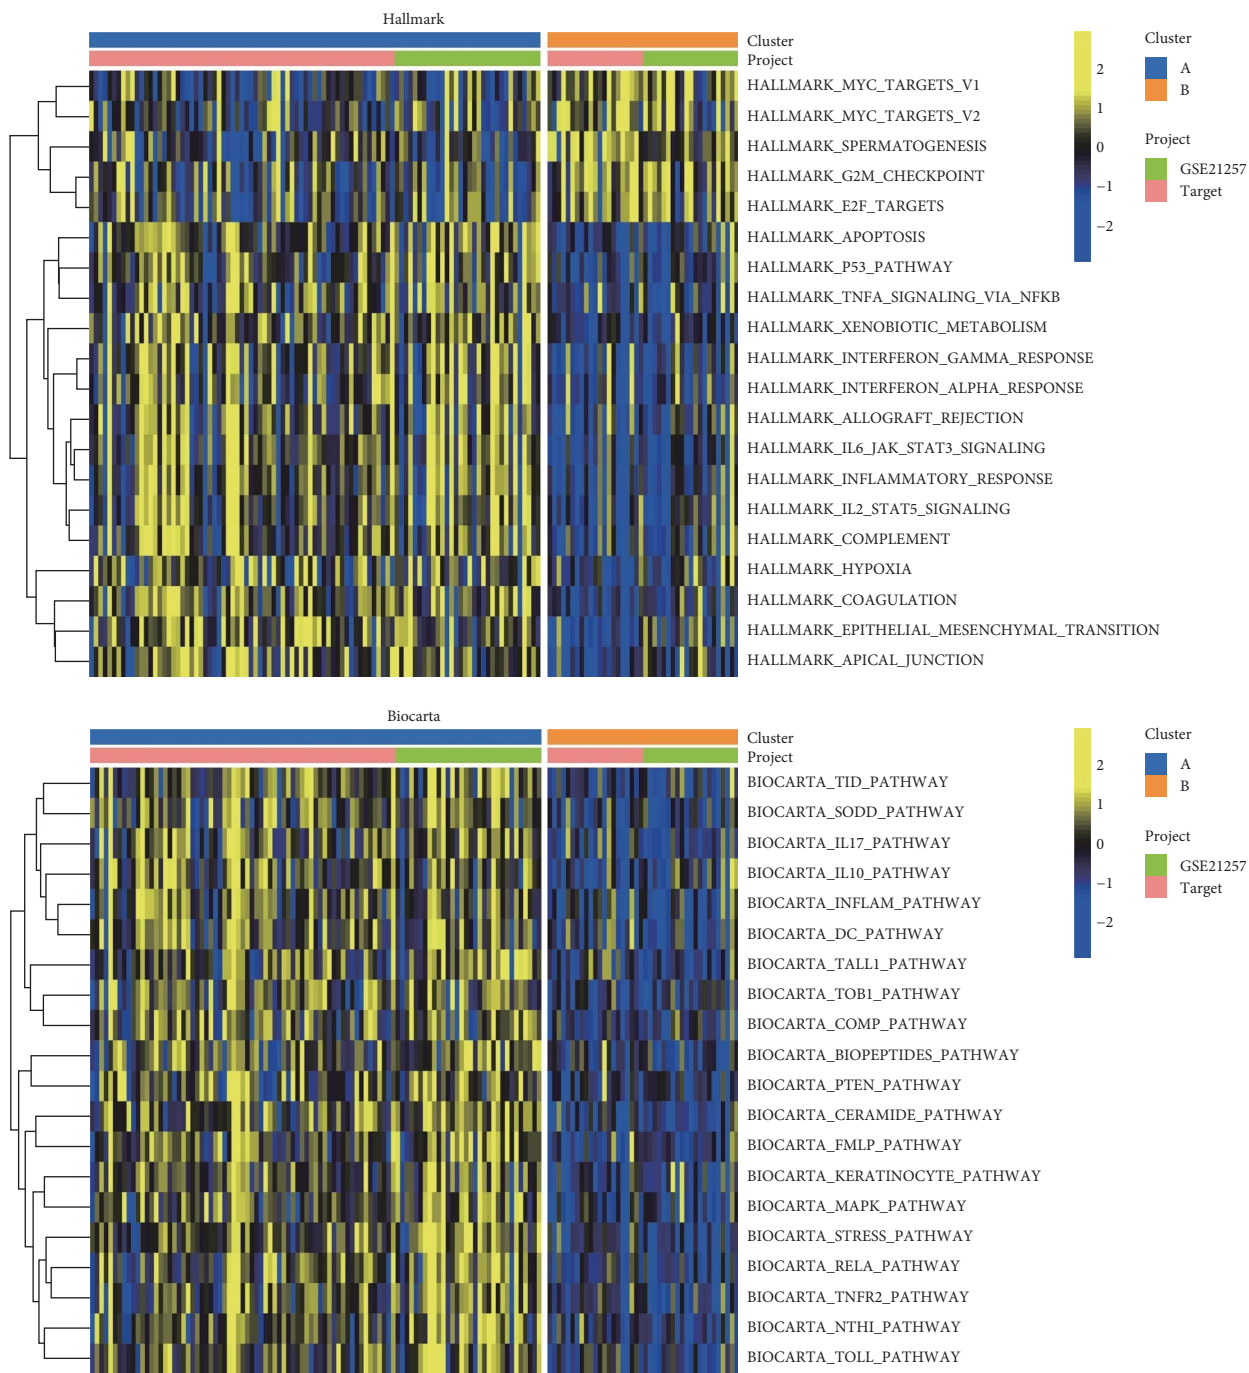 Hallmark
Cluster
Project
HALLMARK_MYC_TARGETS_V1
HALLMARK_MYC_TARGETS_V2
HALLMARK_SPERMATOGENESIS
HALLMARK_G2M_CHECKPOINT
HALLMARK_E2F_TARGETS
HALLMARK_APOPTOSIS
HALLMARK_P53_PATHWAY
HALLMARK_TNFA_SIGNALING_VIA_NFKB
HALLMARK_XENOBIOTIC_METABOLISM
HALLMARK_INTERFERON_GAMMA_RESPONSE
HALLMARK_INTERFERON_ALPHA_RESPONSE
HALLMARK_ALLOGRAFT_REJECTION
HALLMARK_IL6_JAK_STAT3_SIGNALING
HALLMARK_INFLAMMATORY_RESPONSE
HALLMARK_IL2_STAT5_SIGNALING
HALLMARK_COMPLEMENT
HALLMARK_HYPOXIA
HALLMARK_COAGULATION
HALLMARK_EPITHELIAL_MESENCHYMAL_TRANSITION
HALLMARK_APICAL_JUNCTION
2
1
0
−1
−2
Cluster
A
B
Project
GSE21257
Target
Biocarta
Cluster
Project
BIOCARTA_TID_PATHWAY
BIOCARTA_SODD_PATHWAY
BIOCARTA_IL17_PATHWAY
BIOCARTA_IL10_PATHWAY
BIOCARTA_INFLAM_PATHWAY
BIOCARTA_DC_PATHWAY
BIOCARTA_TALL1_PATHWAY
BIOCARTA_TOB1_PATHWAY
BIOCARTA_COMP_PATHWAY
BIOCARTA_BIOPEPTIDES_PATHWAY
BIOCARTA_PTEN_PATHWAY
BIOCARTA_CERAMIDE_PATHWAY
BIOCARTA_FMLP_PATHWAY
BIOCARTA_KERATINOCYTE_PATHWAY
BIOCARTA_MAPK_PATHWAY
BIOCARTA_STRESS_PATHWAY
BIOCARTA_RELA_PATHWAY
BIOCARTA_TNFR2_PATHWAY
BIOCARTA_NTHI_PATHWAY
BIOCARTA_TOLL_PATHWAY
2
1
0
−1
−2
Cluster
A
B
Project
GSE21257
Target